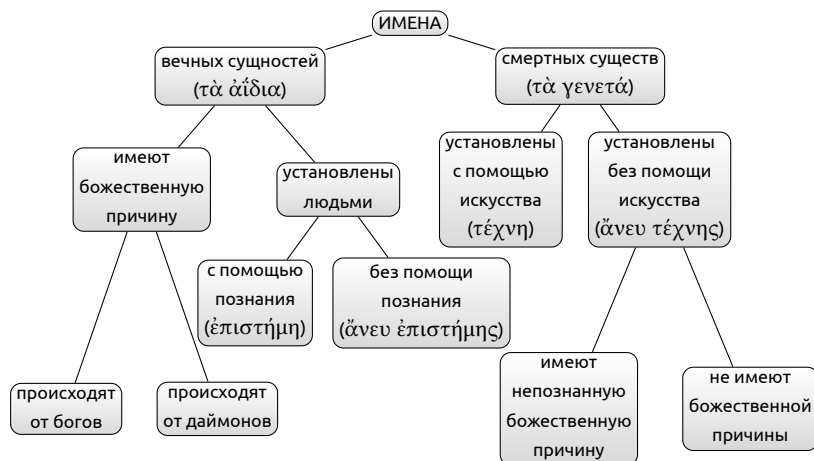 ИМЕНА
вечных сущностей
(τὰ ἀΐδια)
смертных существ
(τὰ γενετά)
имеют
божественную
причину
установлены
людьми
установлены
с помощью
искусства
(τέχνη)
установлены
без помощи
искусства
(ἄνευ τέχνης)
с помощью
познания
(ἐπιστήμη)
без помощи
познания
(ἄνευ ἐπιστήμης)
происходят
от богов
происходят
от даймонов
имеют
непознанную
божественную
причину
не имеют
божественной
причины